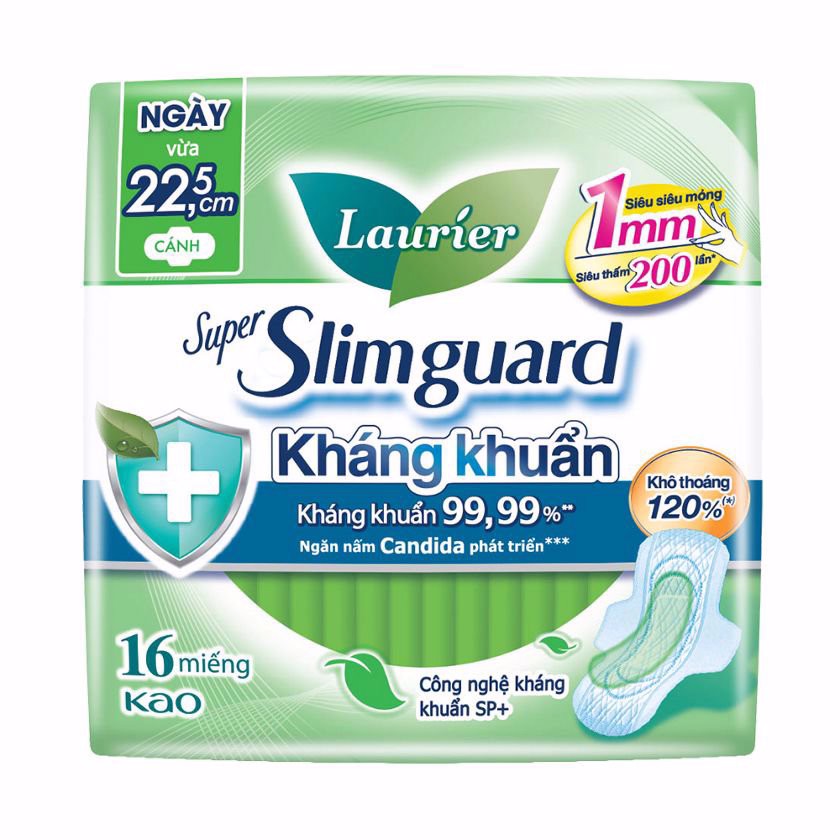 NGÀY
vừa
22,5cm
CÁNH
Laurier
Siêu siêu mỏng
1mm
Siêu thấm 200 lần*
Super Slimguard
Kháng khuẩn
Kháng khuẩn 99,99%**
Ngăn nấm Candida phát triển***
Khô thoáng
120%(*)
16 miếng
Kao
Công nghệ kháng
khuẩn SP+